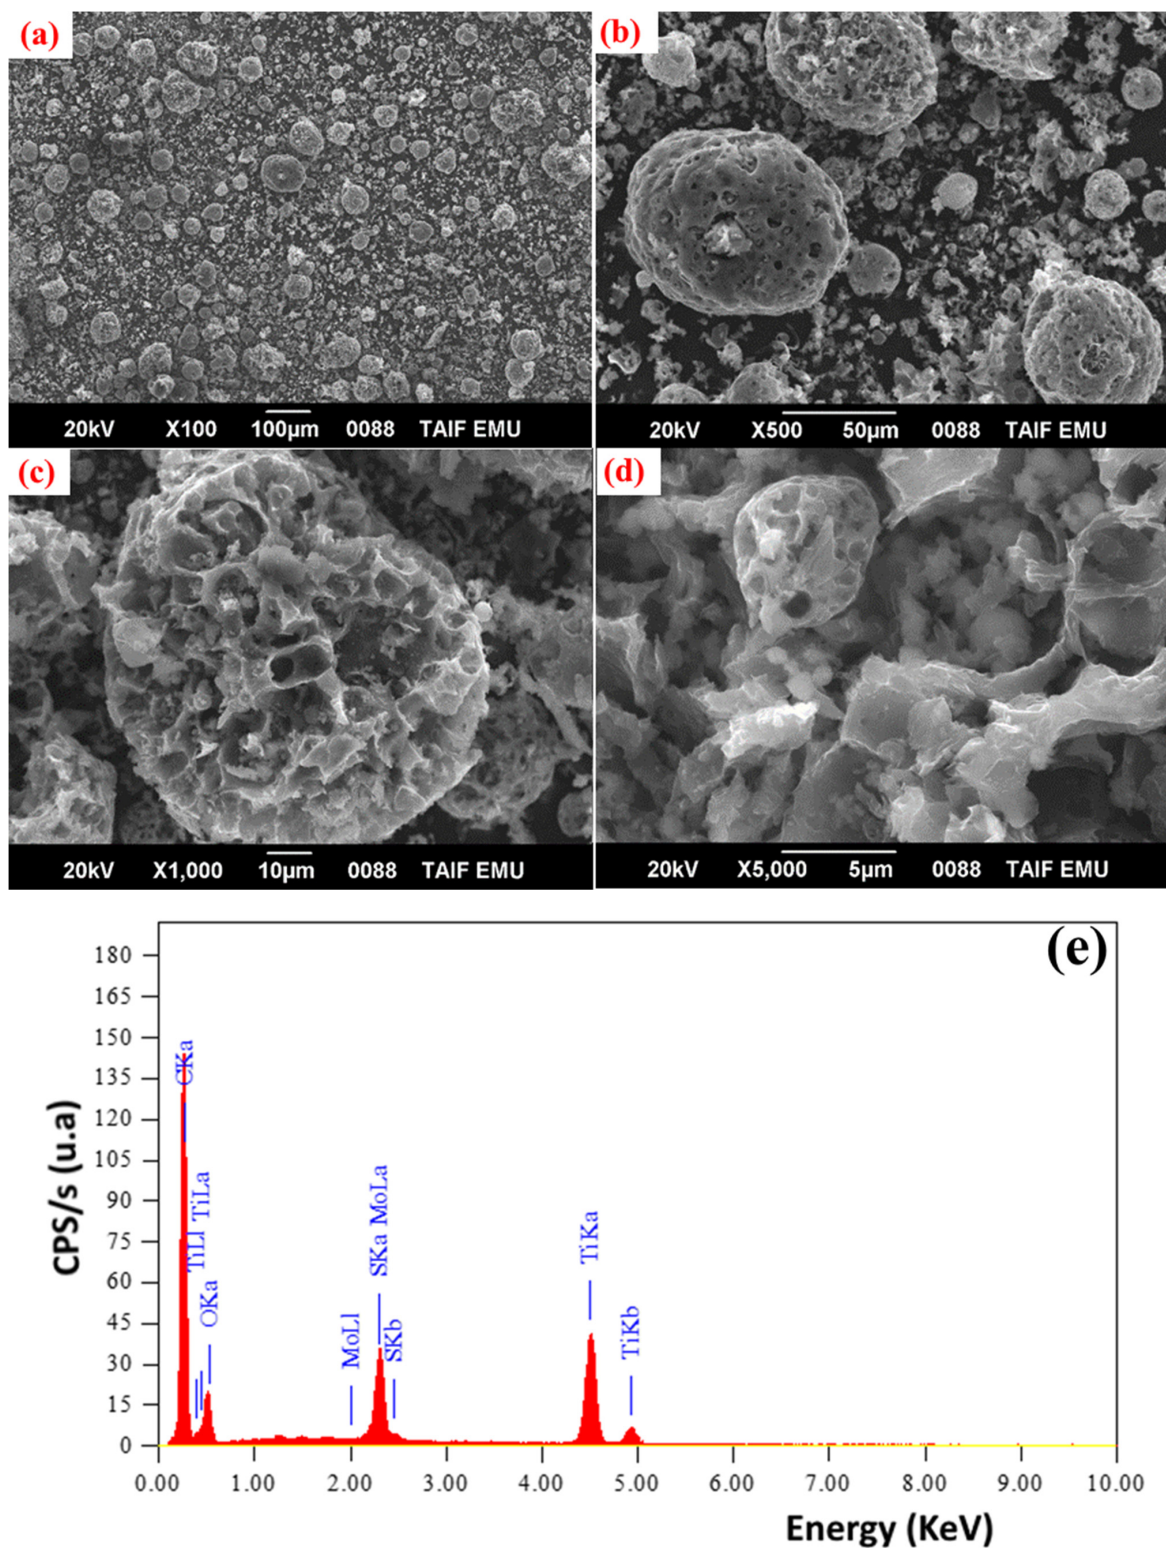 (a)
20kV X100 100µm 0088 TAIF EMU
(b)
20kV X500 50µm 0088 TAIF EMU
(c)
20kV X1,000 10µm 0088 TAIF EMU
(d)
20kV X5,000 5µm 0088 TAIF EMU
(e)
CPS/s (u.a)
180
165
150
135
120
105
90
75
60
45
30
15
0
CKa
TiLl
TiLa
OKa
MoLl
SKa MoLa
SKb
TiKa
TiKb
0.00 1.00 2.00 3.00 4.00 5.00 6.00 7.00 8.00 9.00 10.00
Energy (KeV)